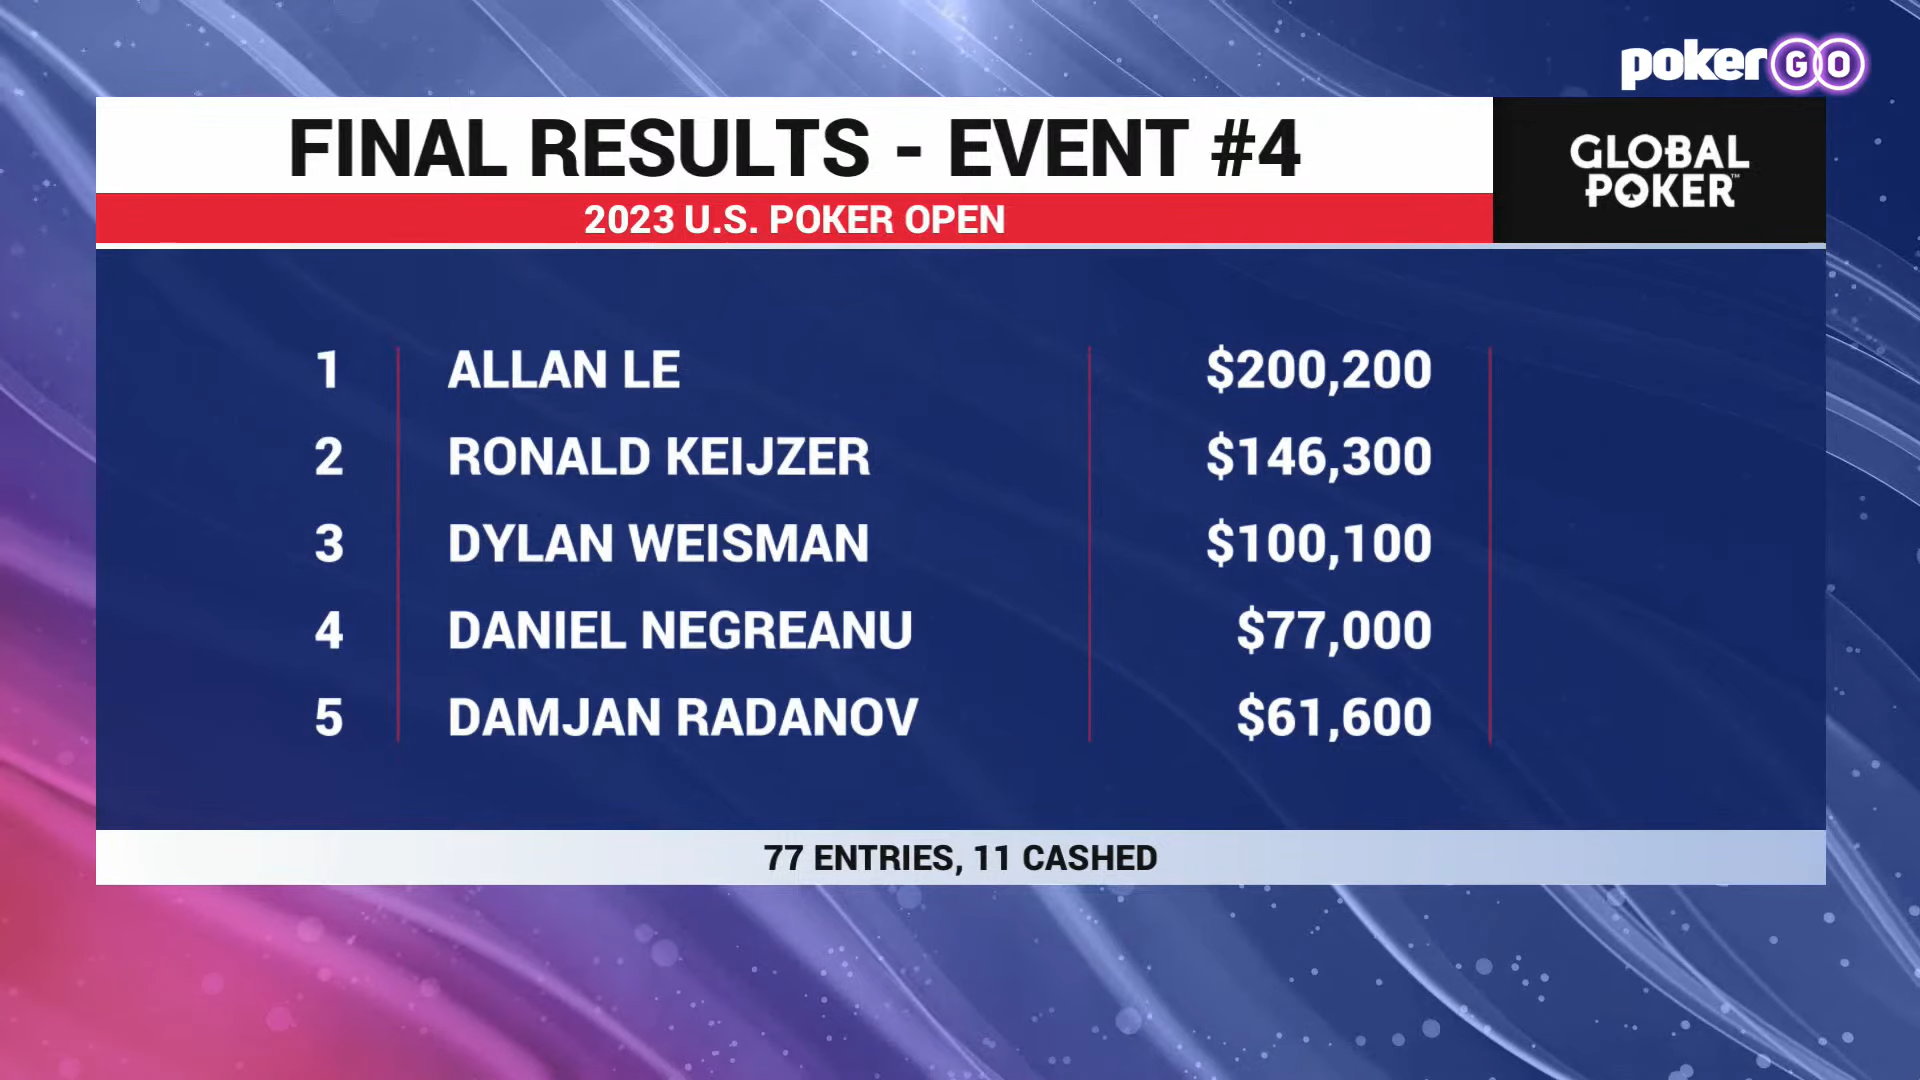 poker GO
FINAL RESULTS - EVENT #4
GLOBAL
POKER™
2023 U.S. POKER OPEN
1 ALLAN LE $200,200
2 RONALD KEIJZER $146,300
3 DYLAN WEISMAN $100,100
4 DANIEL NEGREANU $77,000
5 DAMJAN RADANOV $61,600
77 ENTRIES, 11 CASHED